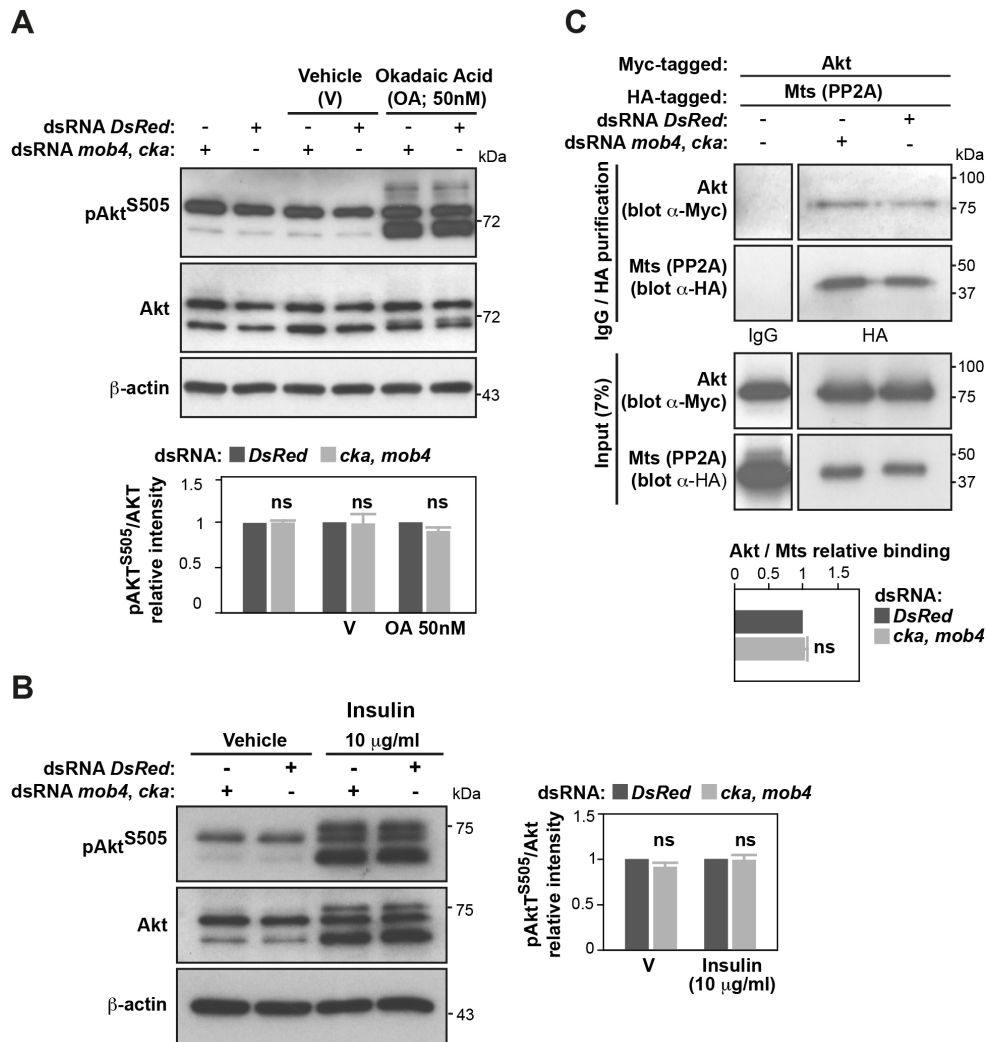 A
Vehicle
(V)
Okadaic Acid
(OA; 50nM)
dsRNA DsRed: - + - + - +
dsRNA mob4, cka: + - + - + -
kDa
pAkt^S505
72
Akt
72
β-actin
43
dsRNA: DsRed cka, mob4
pAKT^S505/AKT
relative intensity
1.5
1
0.5
0
ns ns ns
V OA 50nM
B
Insulin
Vehicle 10 μg/ml
dsRNA DsRed: - + - +
dsRNA mob4, cka: + - + -
kDa
pAkt^S505
75
Akt
75
β-actin
43
dsRNA: DsRed cka, mob4
pAktT^S505/Akt
relative intensity
1.5
1
0.5
0
ns ns
V Insulin
(10 μg/ml)
C
Myc-tagged: Akt
HA-tagged: Mts (PP2A)
dsRNA DsRed: - - +
dsRNA mob4, cka: - + -
kDa
IgG / HA purification
Akt
(blot α-Myc)
100
75
Mts (PP2A)
(blot α-HA)
50
37
IgG HA
Input (7%)
Akt
(blot α-Myc)
100
75
Mts (PP2A)
(blot α-HA)
50
37
Akt / Mts relative binding
0 0.5 1 1.5
dsRNA:
DsRed
cka, mob4
ns